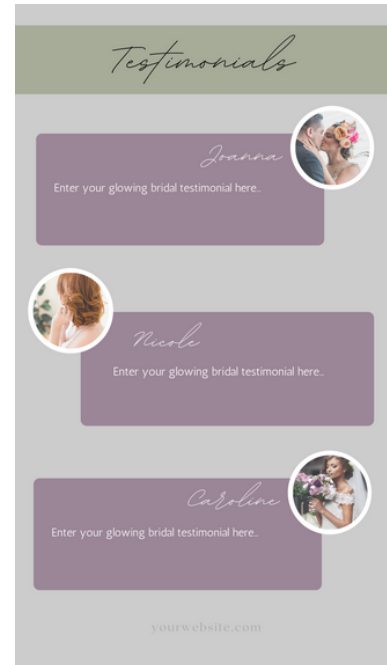 Testimonials
Joanna
Enter your glowing bridal testimonial here..
Nicole
Enter your glowing bridal testimonial here..
Caroline
Enter your glowing bridal testimonial here..
yourwebsite.com